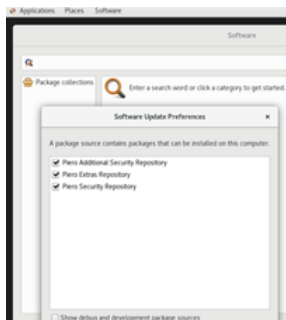 Applications Places Software
Software
Package collections
Enter a search word or click a category to get started.
Software Update Preferences ×
A package source contains packages that can be installed on this computer.
Piero Additional Security Repository
Piero Extras Repository
Piero Security Repository
Show debug and development package sources